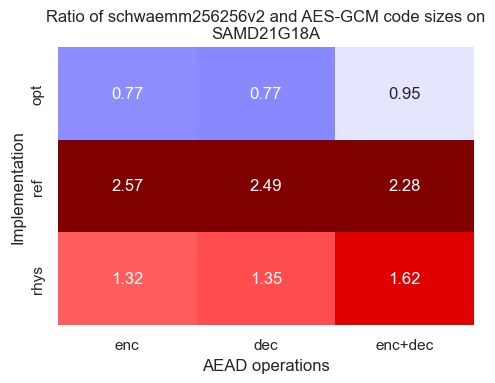 Ratio of schwaemm256256v2 and AES-GCM code sizes on
SAMD21G18A
Implementation
opt
0.77 0.77 0.95
ref
2.57 2.49 2.28
rhys
1.32 1.35 1.62
enc dec enc+dec
AEAD operations